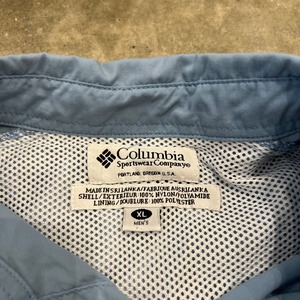 Columbia
Sportswear Company®
PORTLAND, OREGON U.S.A.
MADE IN SRI LANKA/FABRIQUE AU SRI LANKA
SHELL/EXTERIEUR:100% NYLON/POLYAMIDE
LINING/DOUBLURE:100% POLYESTER
XL
MEN'S